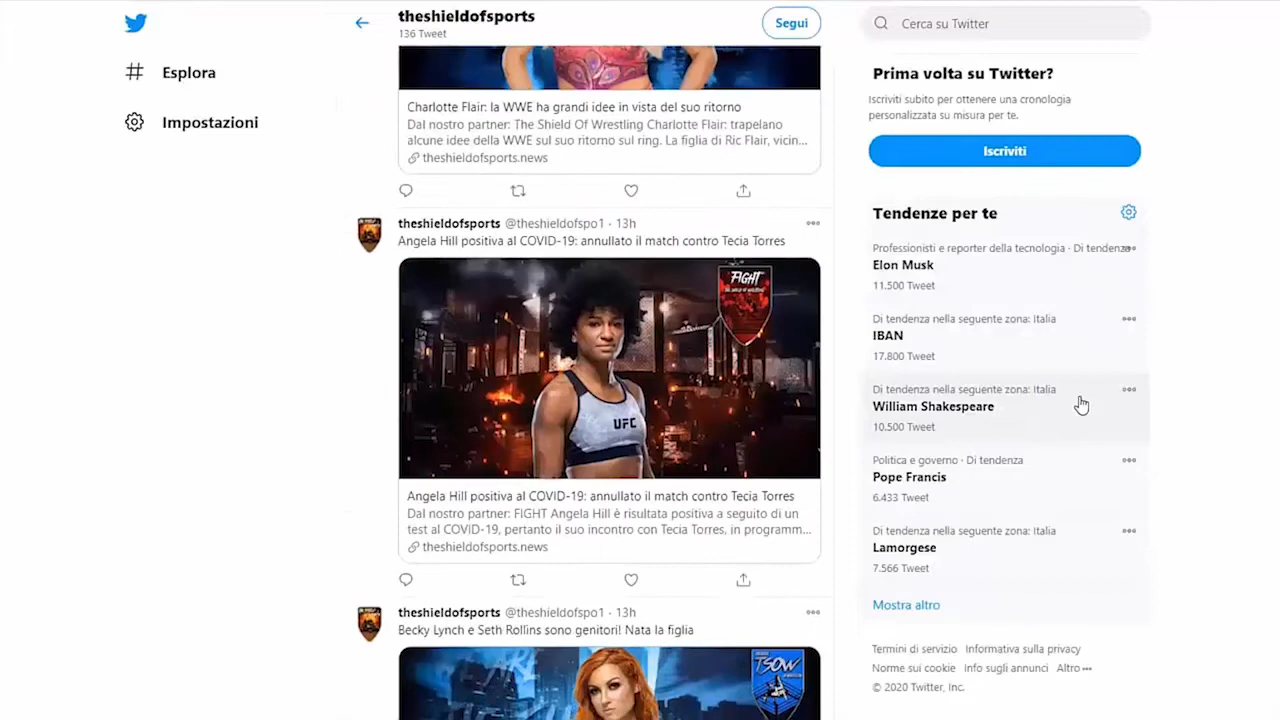 Esplora
Impostazioni
theshieldofsports
136 Tweet
Segui
Charlotte Flair: la WWE ha grandi idee in vista del suo ritorno
Dal nostro partner: The Shield Of Wrestling Charlotte Flair: trapelano
alcune idee della WWE sul suo ritorno sul ring. La figlia di Ric Flair, vicin...
theshieldofsports.news
theshieldofsports @theshieldofspo1 · 13h
Angela Hill positiva al COVID-19: annullato il match contro Tecia Torres
FIGHT
UFC
Angela Hill positiva al COVID-19: annullato il match contro Tecia Torres
Dal nostro partner: FIGHT Angela Hill è risultata positiva a seguito di un
test al COVID-19, pertanto il suo incontro con Tecia Torres, in programm...
theshieldofsports.news
theshieldofsports @theshieldofspo1 · 13h
Becky Lynch e Seth Rollins sono genitori! Nata la figlia
TSOW
Cerca su Twitter
Prima volta su Twitter?
Iscriviti subito per ottenere una cronologia
personalizzata su misura per te.
Iscriviti
Tendenze per te
Professionisti e reporter della tecnologia · Di tendenza
Elon Musk
11.500 Tweet
Di tendenza nella seguente zona: Italia
IBAN
17.800 Tweet
Di tendenza nella seguente zona: Italia
William Shakespeare
10.500 Tweet
Politica e governo · Di tendenza
Pope Francis
6.433 Tweet
Di tendenza nella seguente zona: Italia
Lamorgese
7.566 Tweet
Mostra altro
Termini di servizio Informativa sulla privacy
Norme sui cookie Info sugli annunci Altro
© 2020 Twitter, Inc.